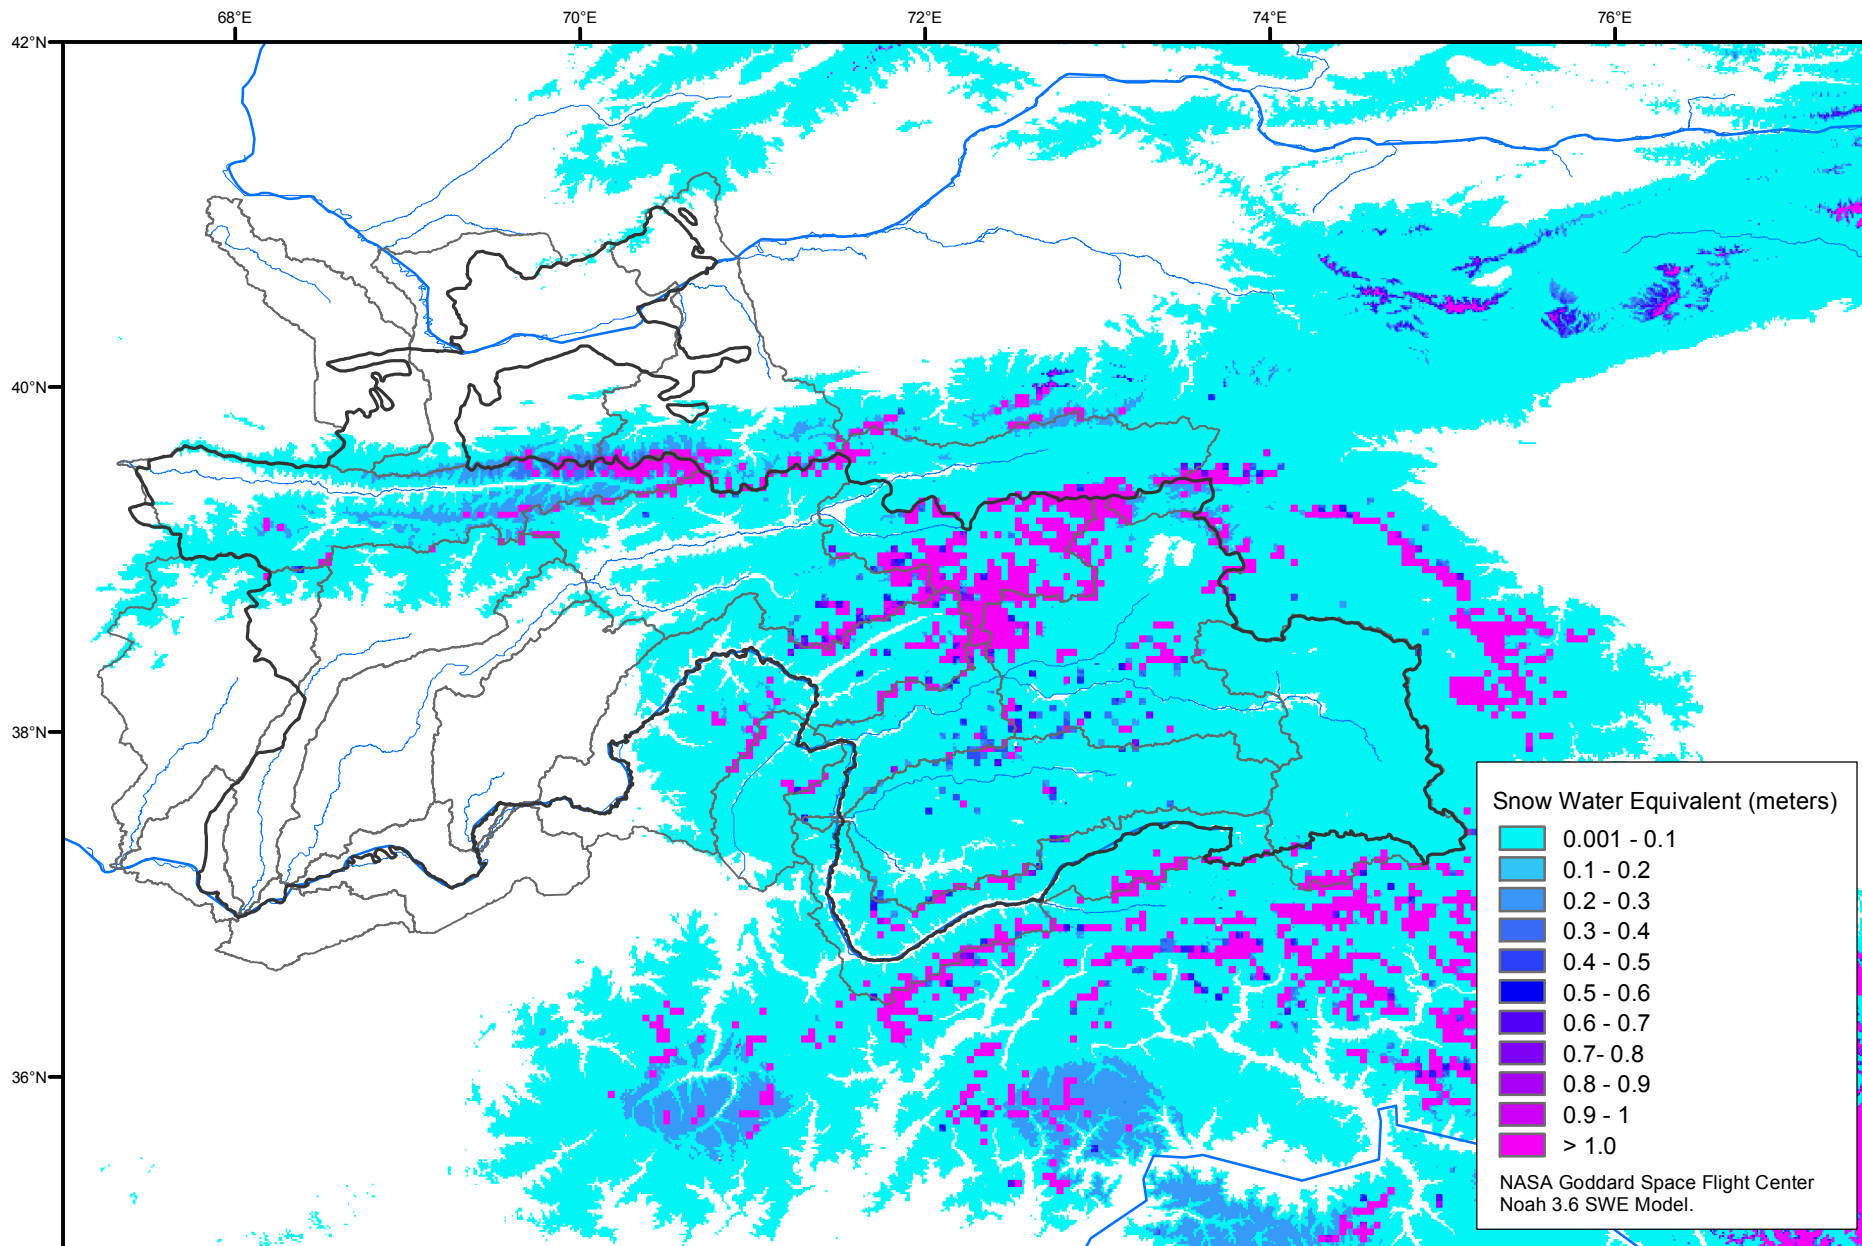 68°E
70°E
72°E
74°E
76°E
42°N
40°N
38°N
36°N
Snow Water Equivalent (meters)
0.001 - 0.1
0.1 - 0.2
0.2 - 0.3
0.3 - 0.4
0.4 - 0.5
0.5 - 0.6
0.6 - 0.7
0.7- 0.8
0.8 - 0.9
0.9 - 1
> 1.0
NASA Goddard Space Flight Center
Noah 3.6 SWE Model.